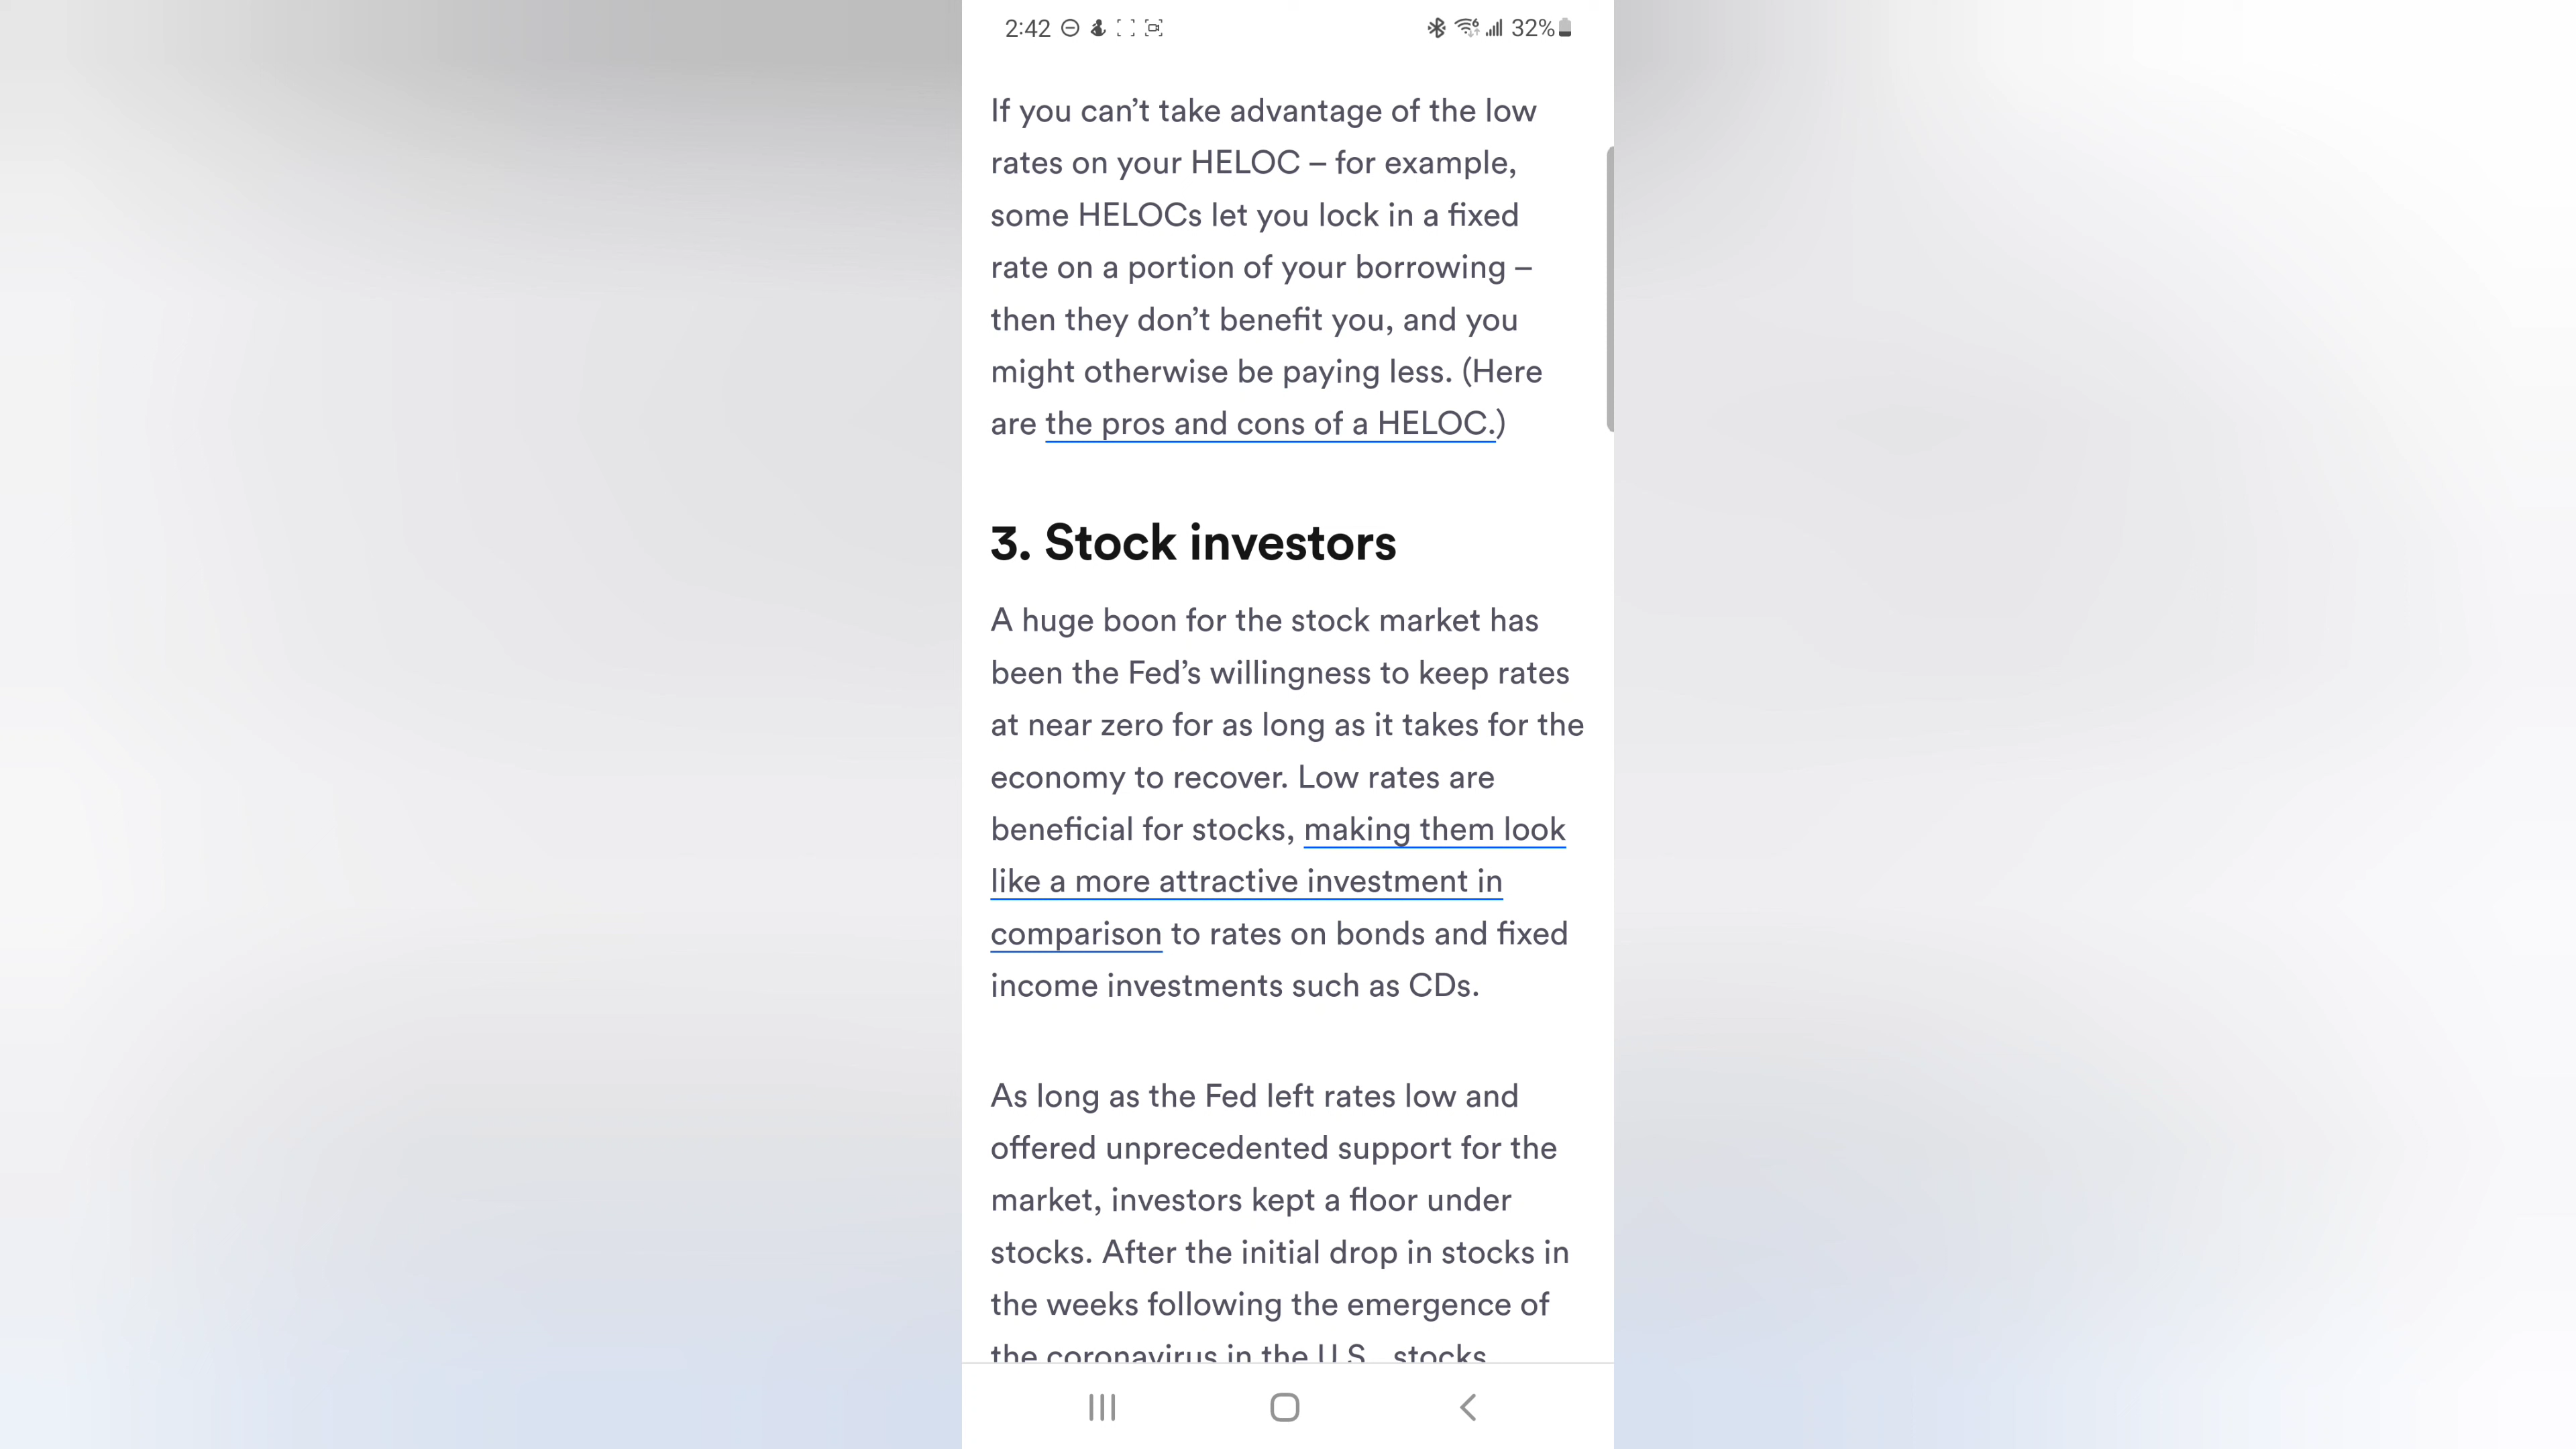 2:42
32%
If you can’t take advantage of the low
rates on your HELOC – for example,
some HELOCs let you lock in a fixed
rate on a portion of your borrowing –
then they don’t benefit you, and you
might otherwise be paying less. (Here
are the pros and cons of a HELOC.)
3. Stock investors
A huge boon for the stock market has
been the Fed’s willingness to keep rates
at near zero for as long as it takes for the
economy to recover. Low rates are
beneficial for stocks, making them look
like a more attractive investment in
comparison to rates on bonds and fixed
income investments such as CDs.
As long as the Fed left rates low and
offered unprecedented support for the
market, investors kept a floor under
stocks. After the initial drop in stocks in
the weeks following the emergence of
the coronavirus in the U.S., stocks